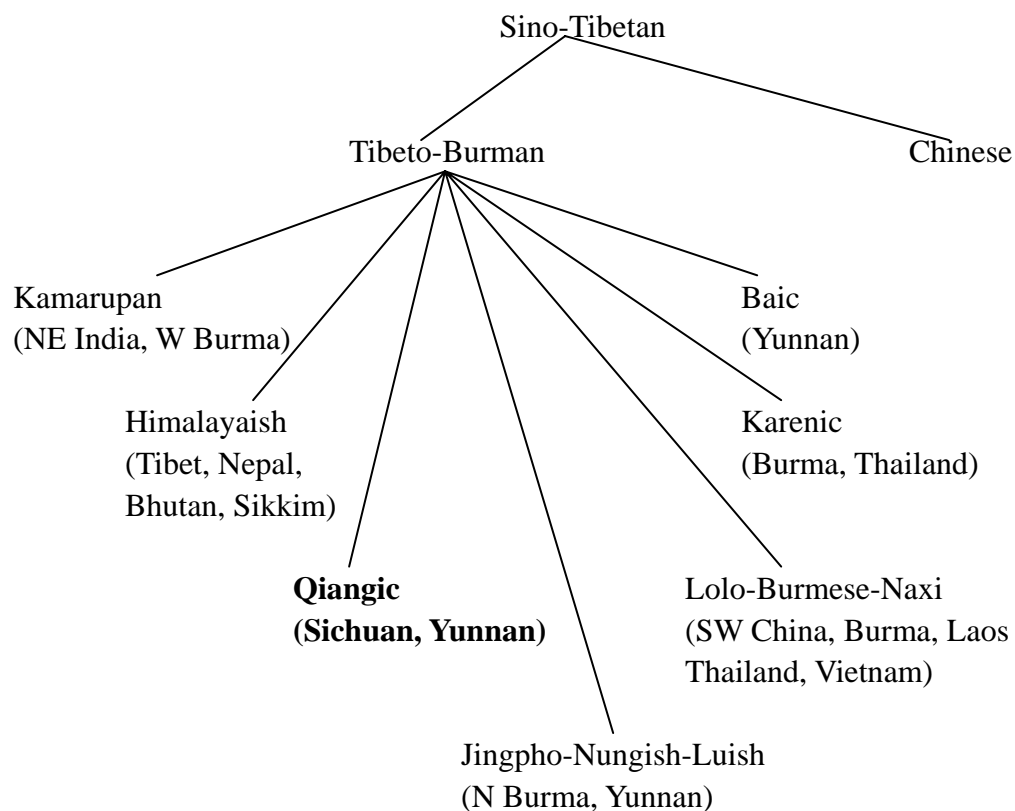 Sino-Tibetan
Tibeto-Burman
Chinese
Kamarupan
(NE India, W Burma)
Baic
(Yunnan)
Himalayaish
(Tibet, Nepal,
Bhutan, Sikkim)
Karenic
(Burma, Thailand)
Qiangic
(Sichuan, Yunnan)
Lolo-Burmese-Naxi
(SW China, Burma, Laos
Thailand, Vietnam)
Jingpho-Nungish-Luish
(N Burma, Yunnan)